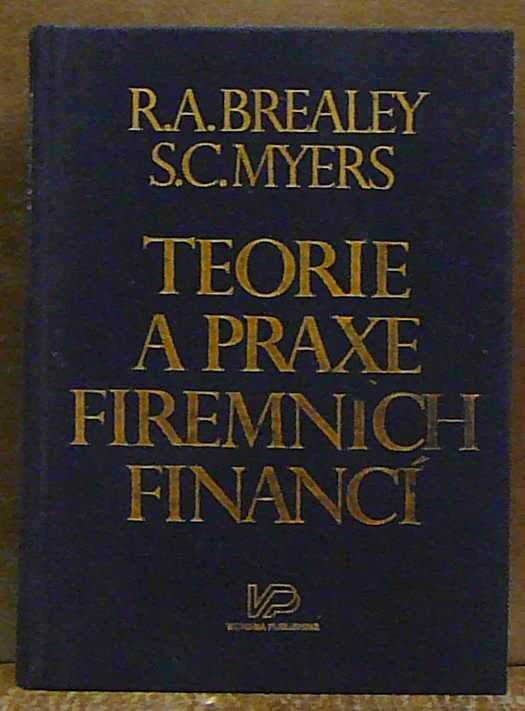 R.A. BREALEY
S.C. MYERS
TEORIE
A PRAXE
FIREMNÍCH
FINANCÍ
VP
VICTORIA PUBLISHING